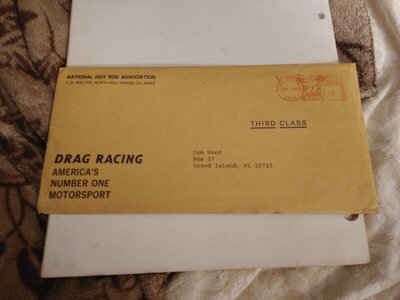 NATIONAL HOT ROD ASSOCIATION
THIRD CLASS
Tom Ward
Box 27
Grand Island, FL 32735
DRAG RACING
AMERICA'S
NUMBER ONE
MOTORSPORT